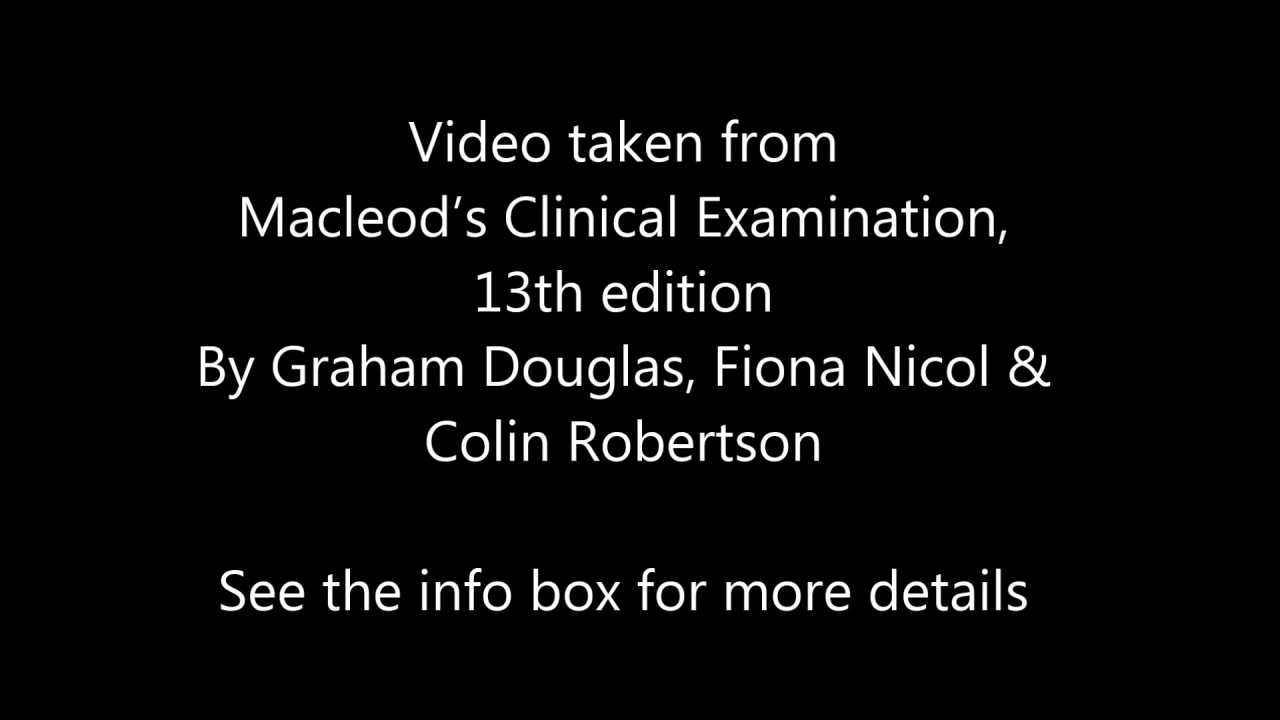 Video taken from
Macleod’s Clinical Examination,
13th edition
By Graham Douglas, Fiona Nicol &
Colin Robertson
See the info box for more details